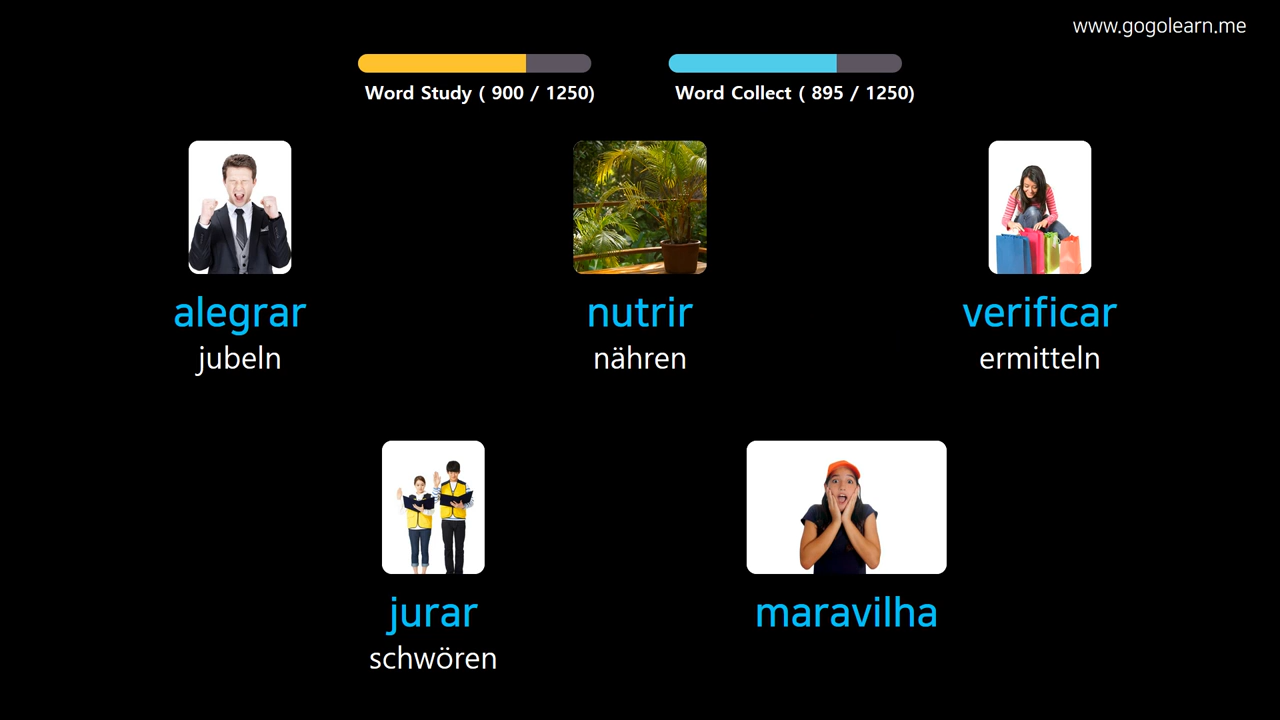 www.gogolearn.me
Word Study ( 900 / 1250)
Word Collect ( 895 / 1250)
alegrar
jubeln
nutrir
nähren
verificar
ermitteln
jurar
schwören
maravilha